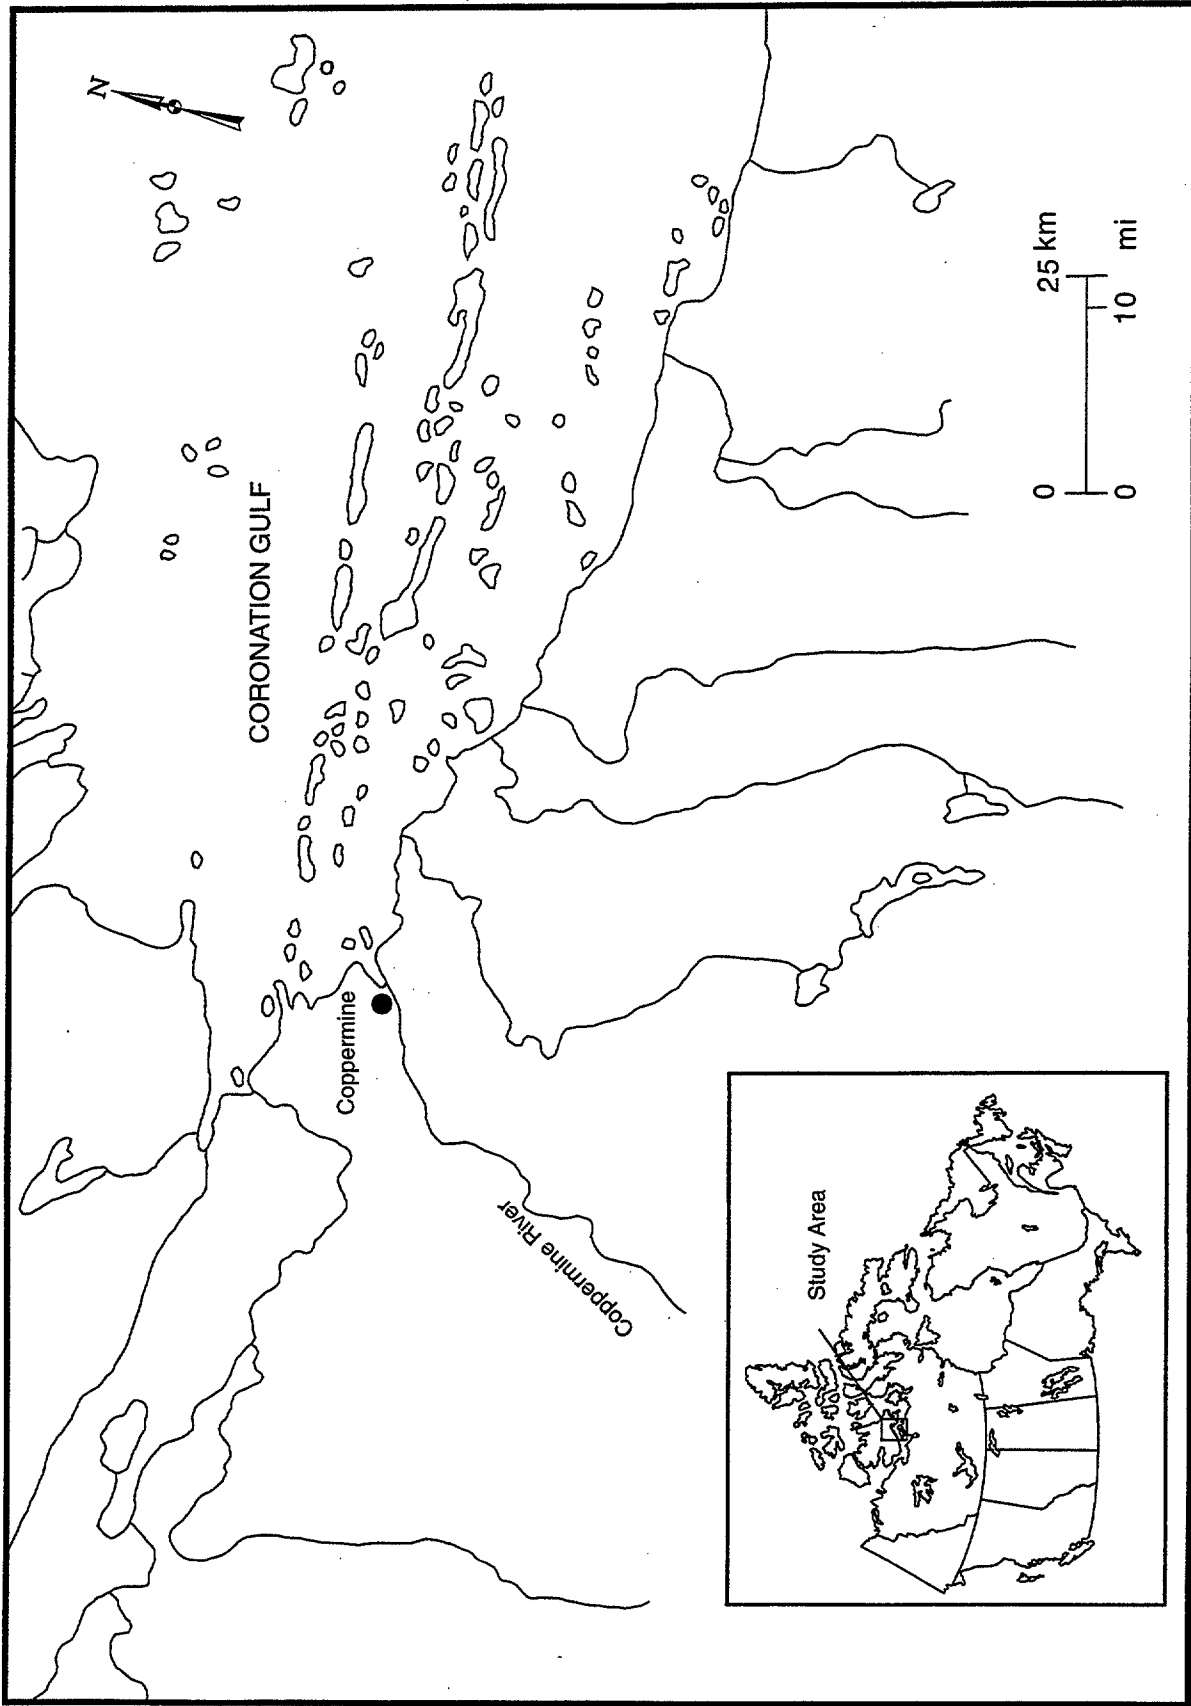 N
CORONATION GULF
Coppermine
Coppermine River
0 25 km
0 10 mi
Study Area